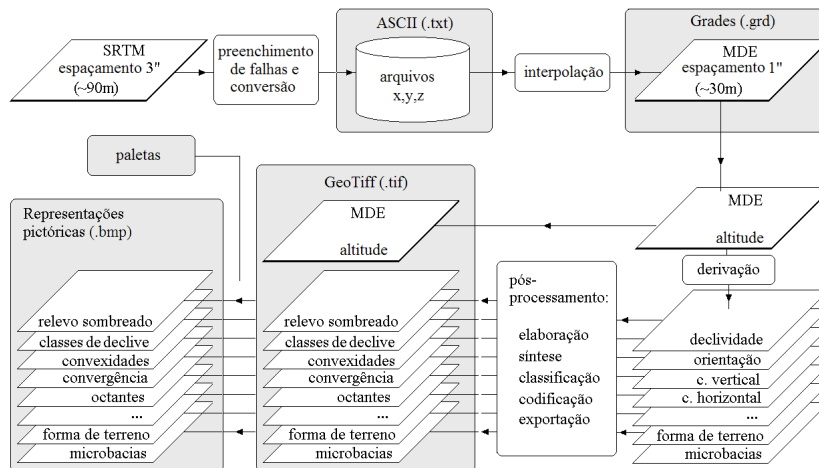 SRTM
espaçamento 3"
(~90m)
preenchimento
de falhas e
conversão
ASCII (.txt)
arquivos
x,y,z
interpolação
Grades (.grd)
MDE
espaçamento 1"
(~30m)
paletas
GeoTiff (.tif)
MDE
altitude
MDE
altitude
derivação
Representações
pictóricas (.bmp)
relevo sombreado
classes de declive
convexidades
convergência
octantes
...
forma de terreno
microbacias
relevo sombreado
classes de declive
convexidades
convergência
octantes
...
forma de terreno
microbacias
pós-
processamento:
elaboração
síntese
classificação
codificação
exportação
declividade
orientação
c. vertical
c. horizontal
...
forma de terreno
microbacias